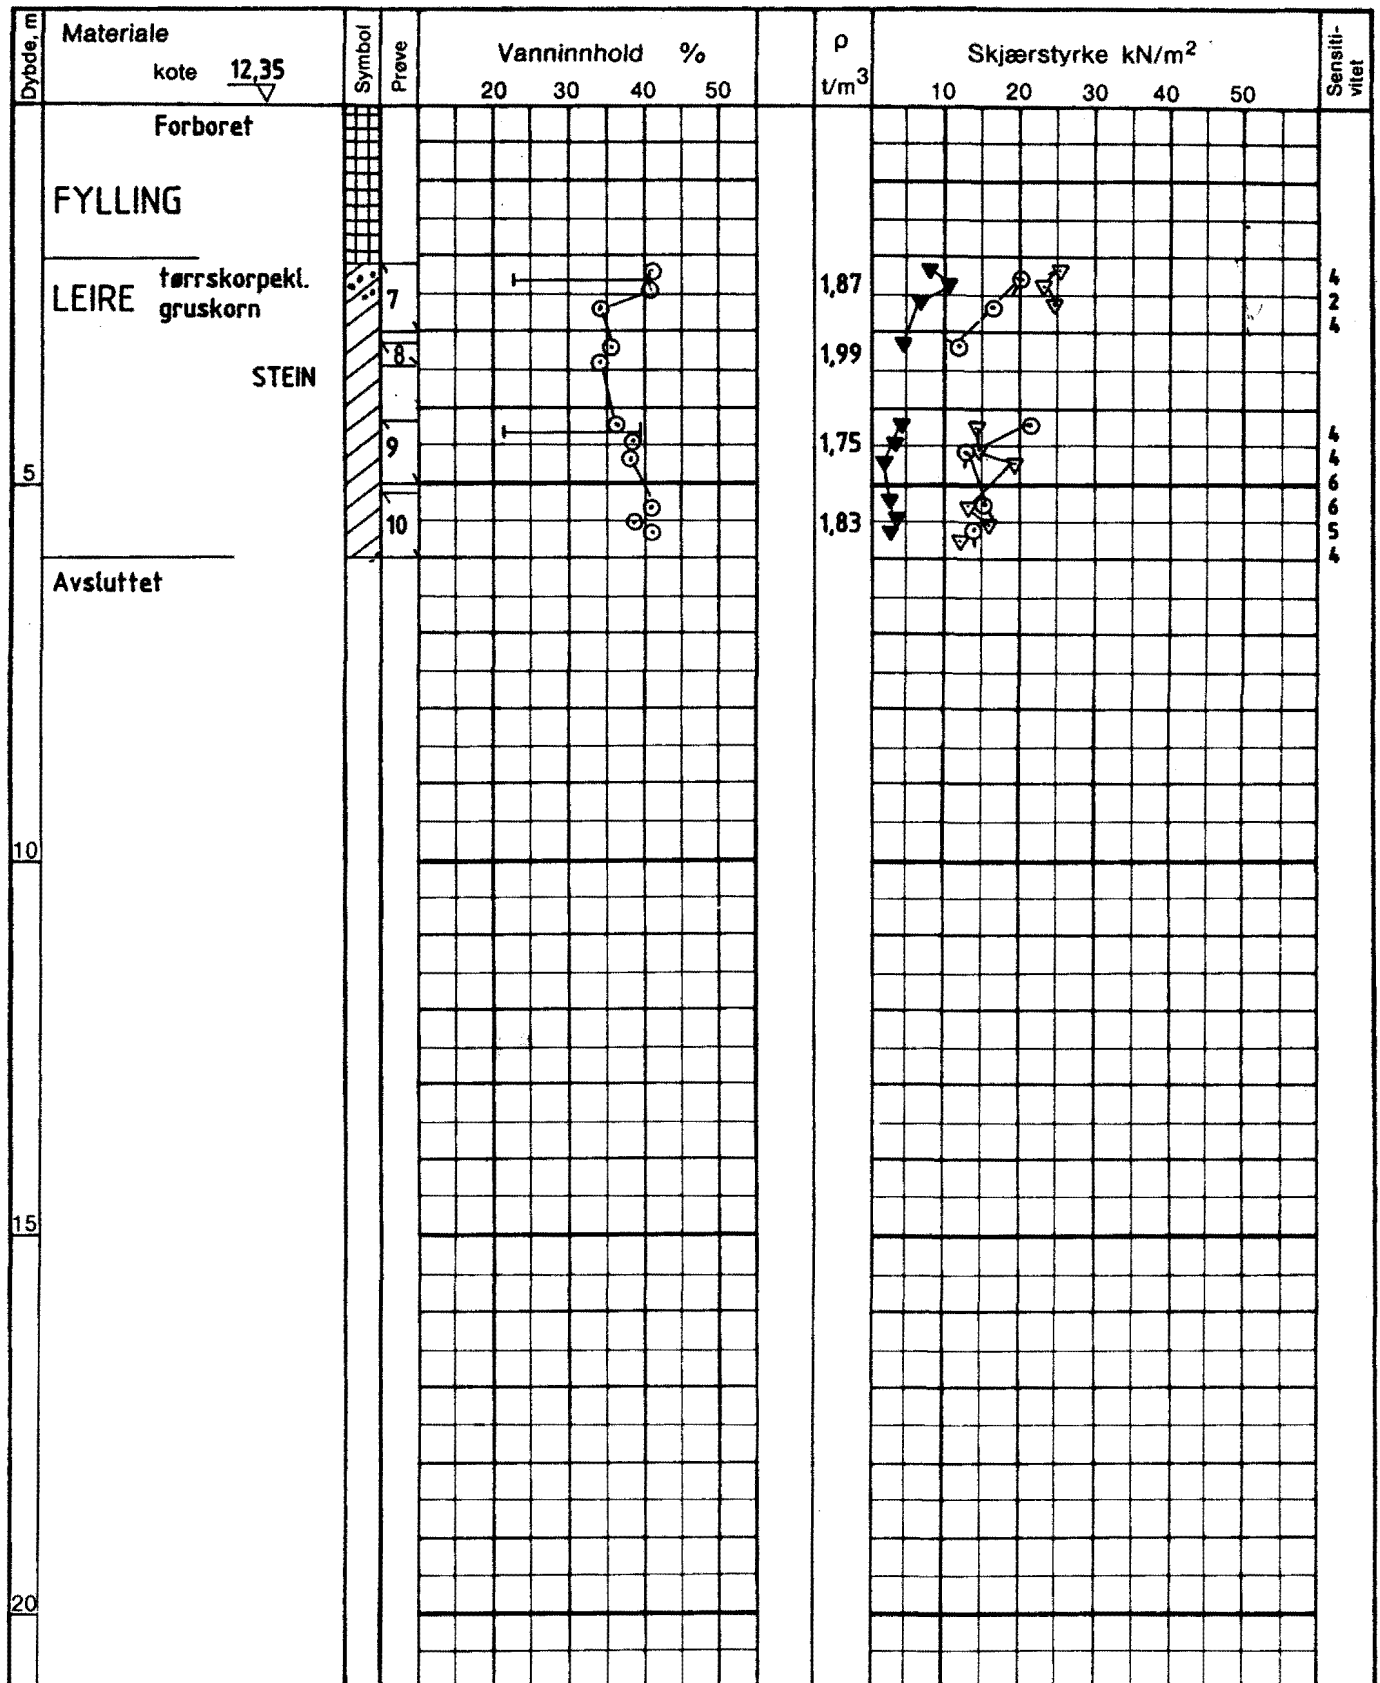 Dybde, m
Materiale
kote 12,35
Symbol
Prøve
Vanninnhold %
20 30 40 50
ρ
t/m³
Skjærstyrke kN/m²
10 20 30 40 50
Sensiti-
vitet
Forboret
FYLLING
LEIRE tørrskorpekl.
gruskorn
STEIN
Avsluttet
5
10
15
20
7
8
9
10
1,87
1,99
1,75
1,83
4
2
4
4
4
6
6
5
4